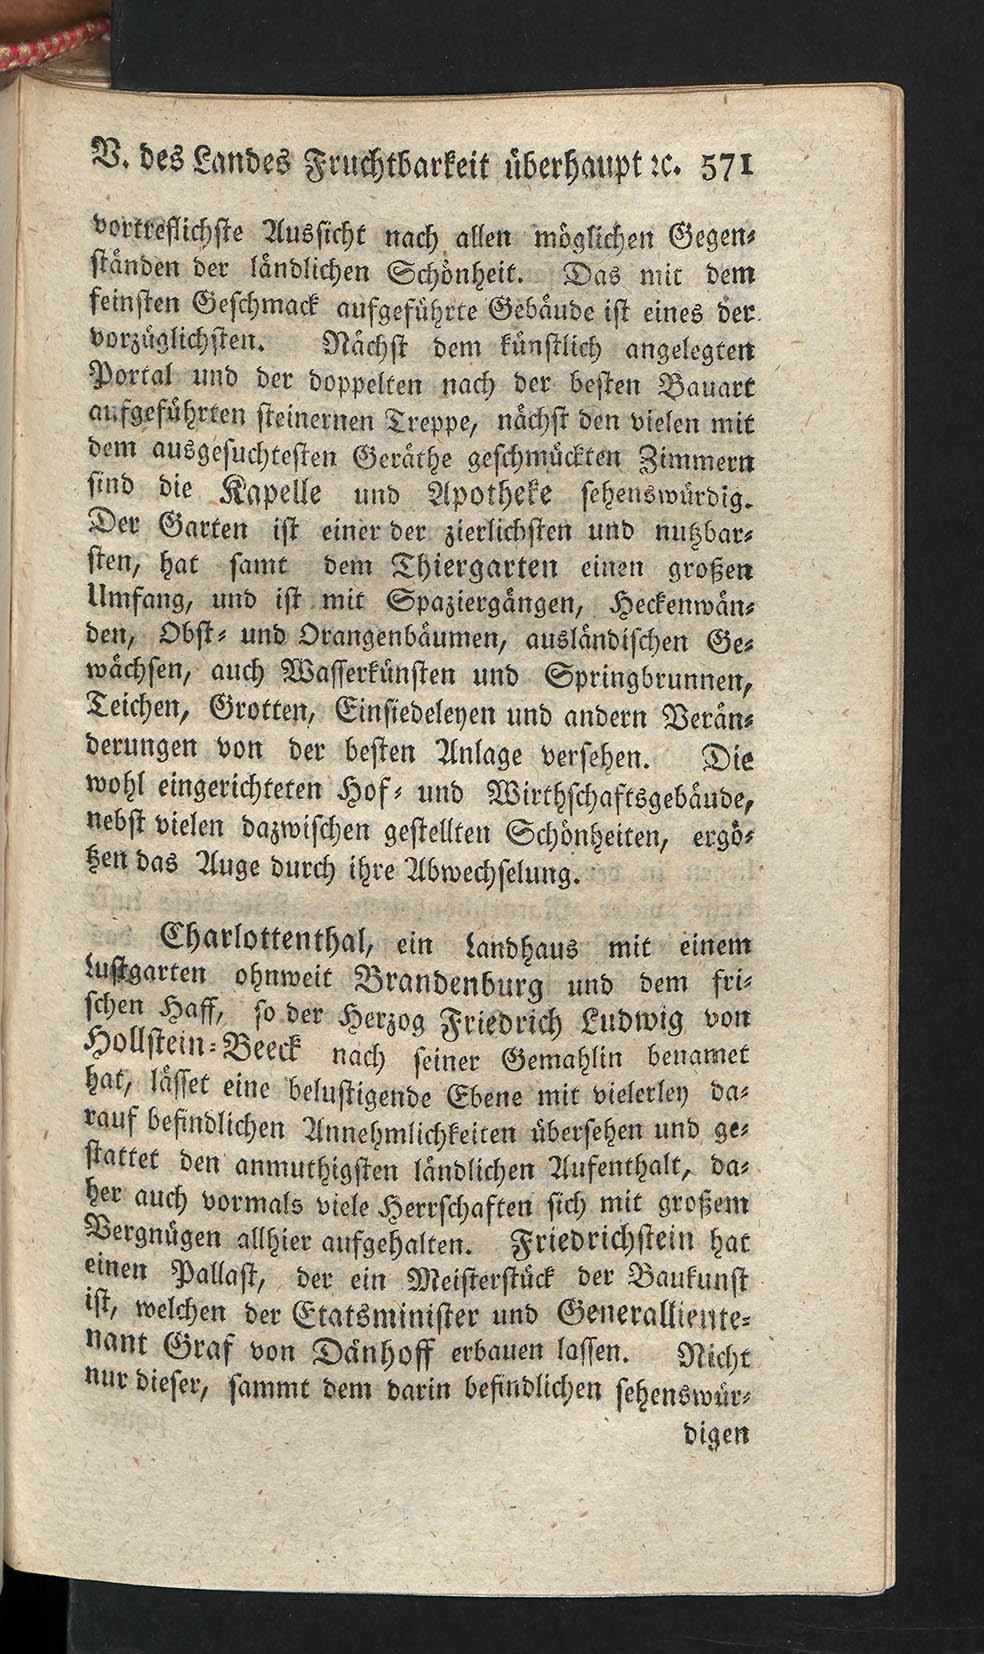 V. des Landes Fruchtbarkeit überhaupt ꝛc. 571
vortreflichste Aussicht nach allen möglichen Gegen-
ständen der ländlichen Schönheit. Das mit dem
feinsten Geschmack aufgeführte Gebäude ist eines der
vorzüglichsten. Nächst dem künstlich angelegten
Portal und der doppelten nach der besten Bauart
aufgeführten steinernen Treppe, nächst den vielen mit
dem ausgesuchtesten Geräthe geschmückten Zimmern
sind die Kapelle und Apotheke sehenswürdig.
Der Garten ist einer der zierlichsten und nutzbar-
sten, hat samt dem Thiergarten einen großen
Umfang, und ist mit Spaziergängen, Heckenwän-
den, Obst- und Orangenbäumen, ausländischen Ge-
wächsen, auch Wasserkünsten und Springbrunnen,
Teichen, Grotten, Einsiedeleyen und andern Verän-
derungen von der besten Anlage versehen. Die
wohl eingerichteten Hof- und Wirthschaftsgebäude,
nebst vielen dazwischen gestellten Schönheiten, ergö-
tzen das Auge durch ihre Abwechselung.
Charlottenthal, ein Landhaus mit einem
Lustgarten ohnweit Brandenburg und dem fri-
schen Haff, so der Herzog Friedrich Ludwig von
Hollstein-Beeck nach seiner Gemahlin benamet
hat, lässet eine belustigende Ebene mit vielerley da-
rauf befindlichen Annehmlichkeiten übersehen und ge-
stattet den anmuthigsten ländlichen Aufenthalt, da-
her auch vormals viele Herrschaften sich mit großem
Vergnügen allhier aufgehalten. Friedrichstein hat
einen Pallast, der ein Meisterstück der Baukunst
ist, welchen der Etatsminister und Generalliente-
nant Graf von Dänhoff erbauen lassen. Nicht
nur dieser, sammt dem darin befindlichen sehenswür-
digen